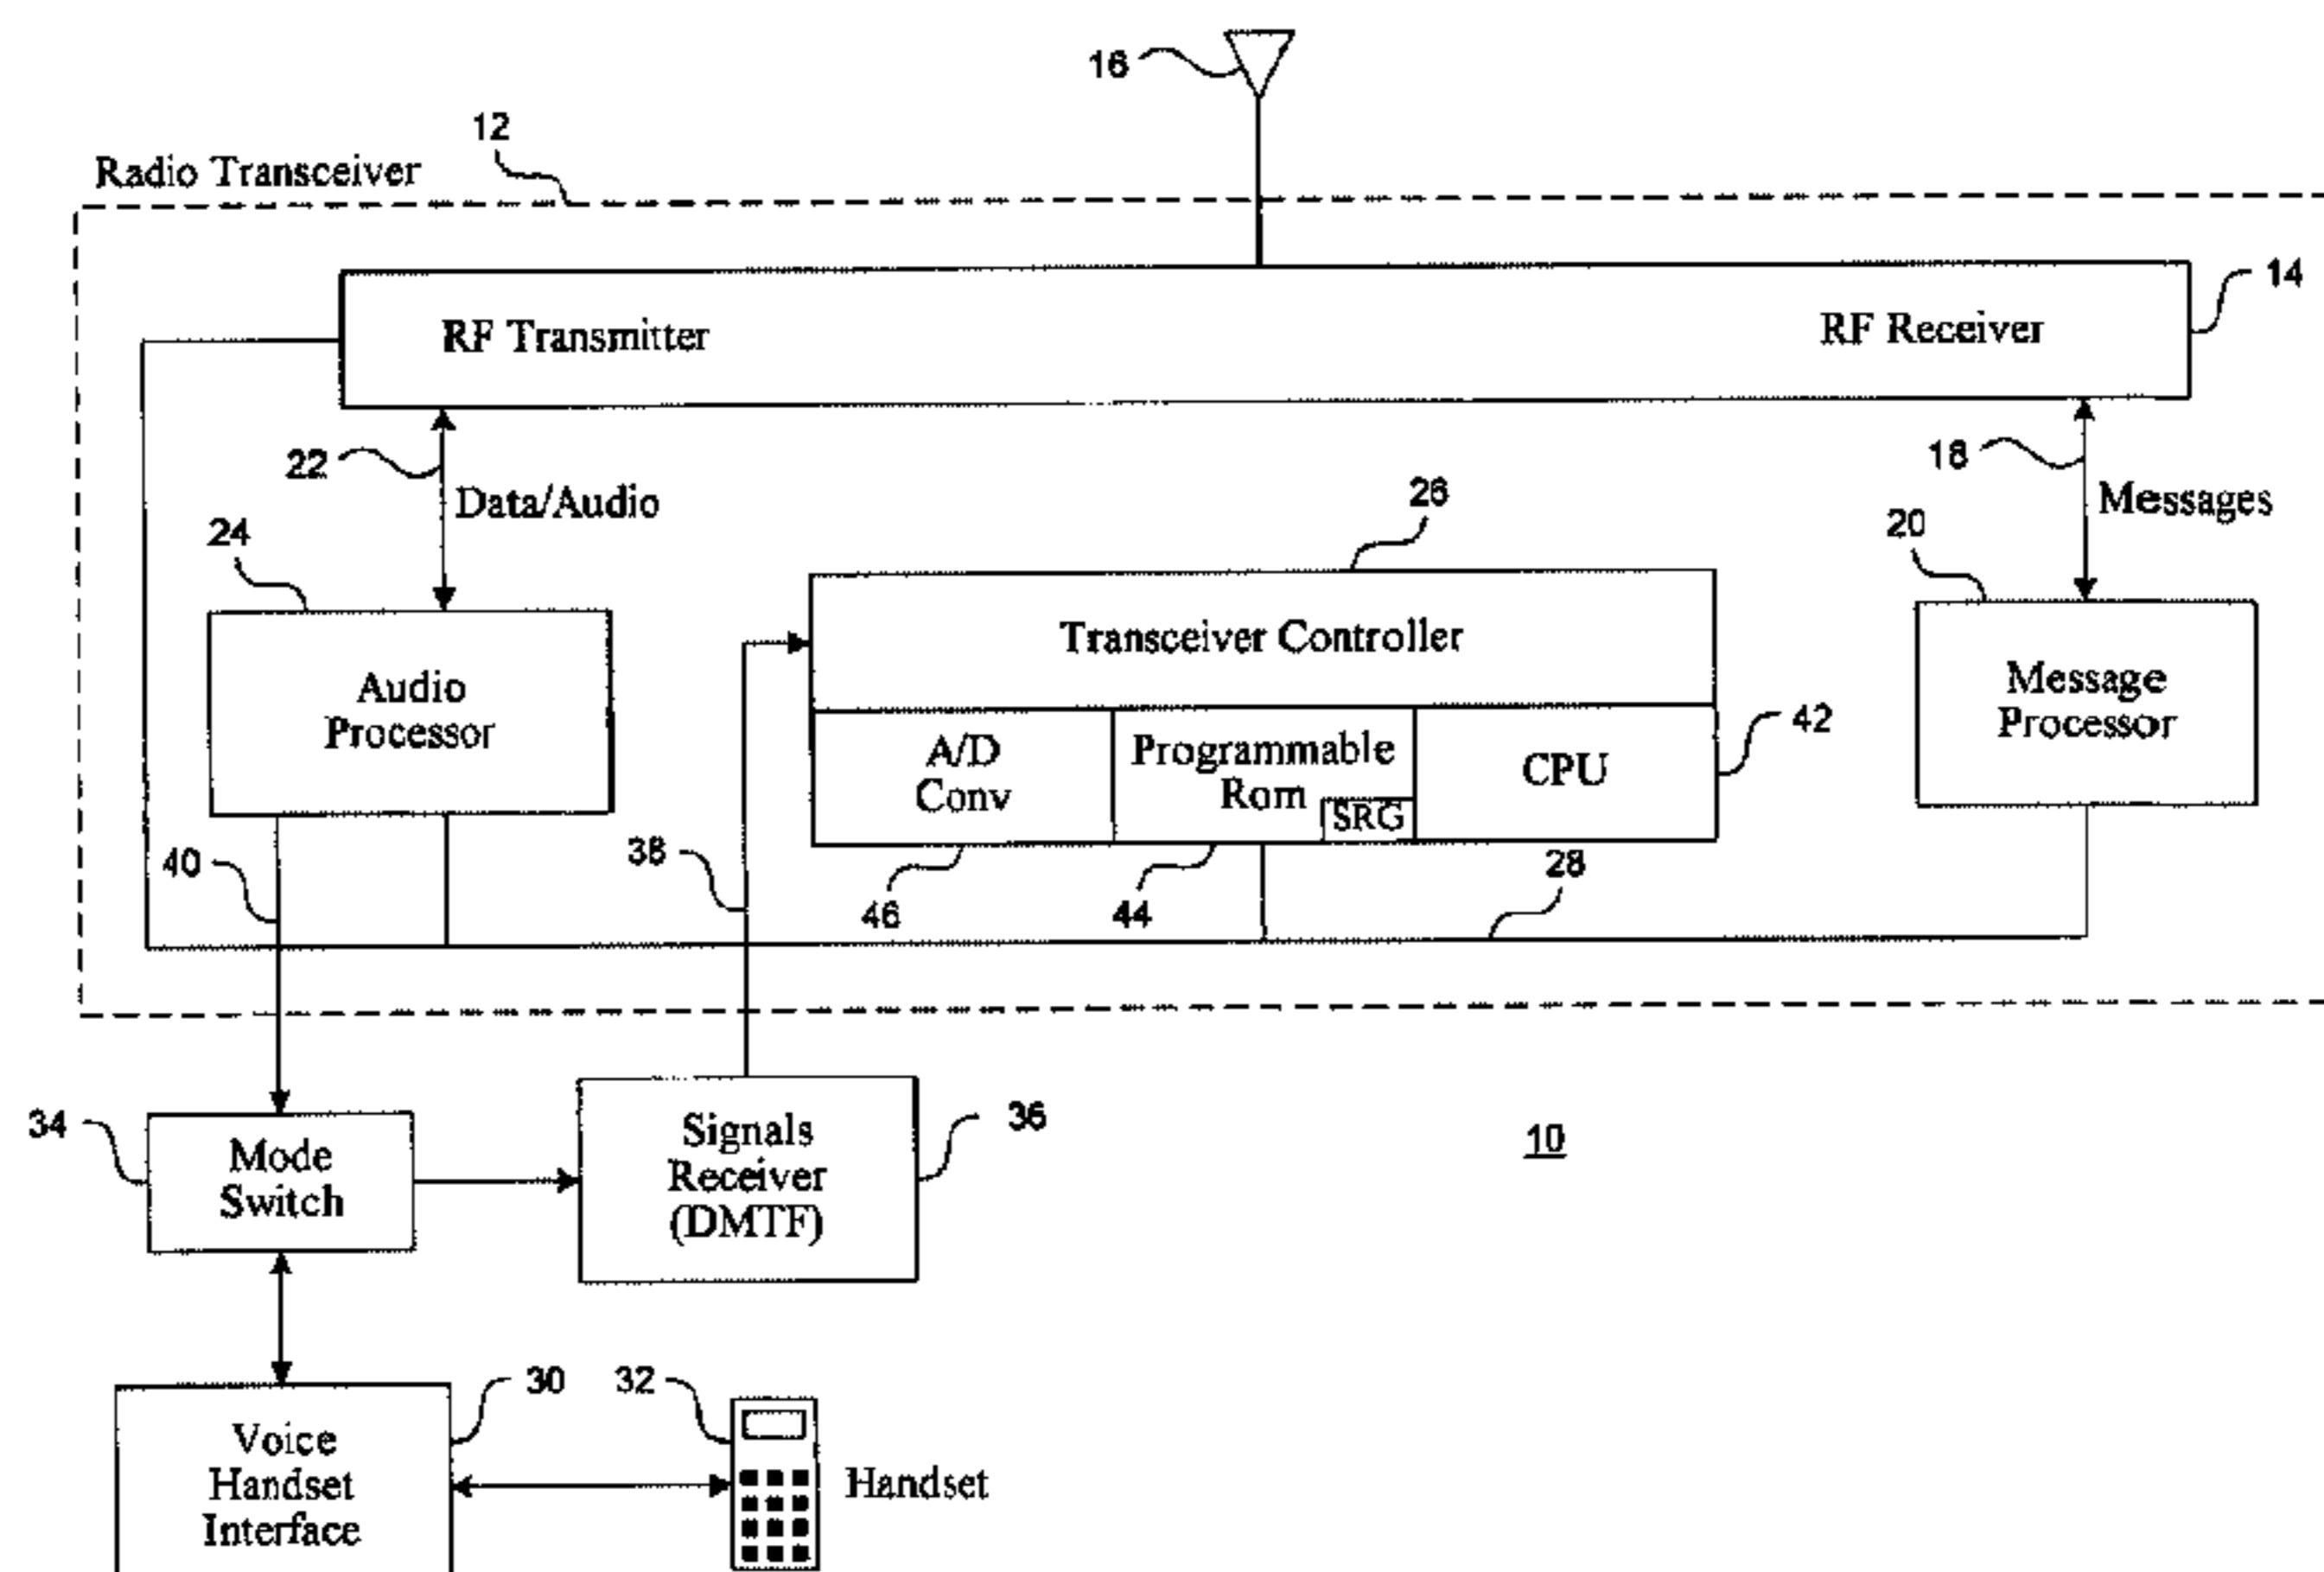 16
12
Radio Transceiver
14
RF Transmitter
RF Receiver
22
Data/Audio
18
Messages
26
24
20
Transceiver Controller
Audio
Processor
Message
Processor
42
A/D
Conv
Programmable
Rom
SRG
CPU
38
40
28
46
44
34
Mode
Switch
Signals
Receiver
(DMTF)
36
10
30
32
Voice
Handset
Interface
Handset